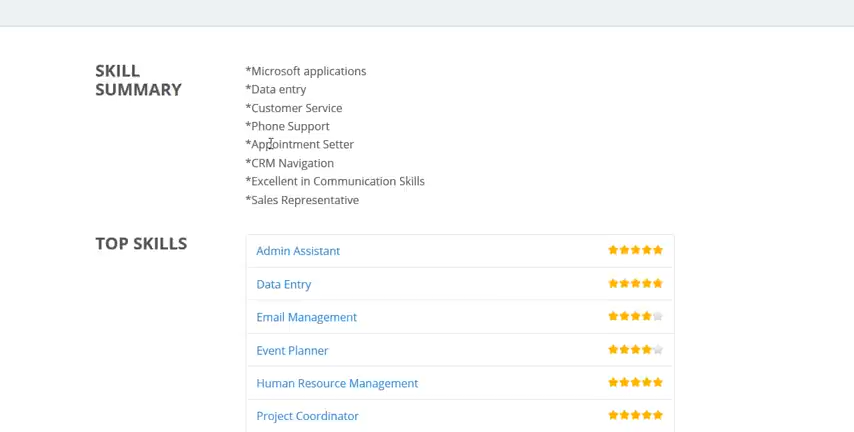 SKILL
SUMMARY
*Microsoft applications
*Data entry
*Customer Service
*Phone Support
*Appointment Setter
*CRM Navigation
*Excellent in Communication Skills
*Sales Representative
TOP SKILLS
Admin Assistant
Data Entry
Email Management
Event Planner
Human Resource Management
Project Coordinator